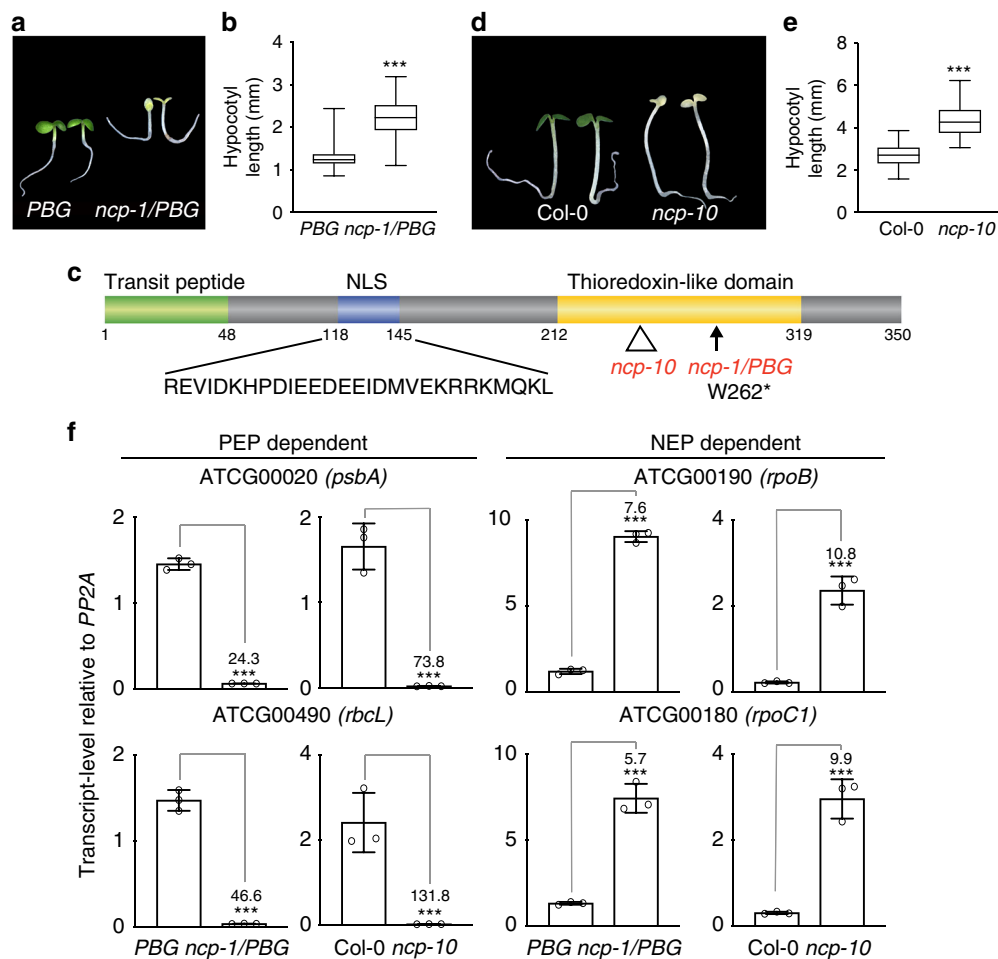 a
PBG
ncp-1/PBG
b
Hypocotyl
length (mm)
4
3
2
1
0
***
PBG ncp-1/PBG
d
Col-0
ncp-10
e
Hypocotyl
length (mm)
8
6
4
2
0
***
Col-0 ncp-10
c
Transit peptide
NLS
Thioredoxin-like domain
1
48
118
145
212
319
350
REVIDKHPDIEEDEEIDMVEKRRKMQKL
ncp-10
ncp-1/PBG
W262*
f
PEP dependent
NEP dependent
Transcript-level relative to PP2A
ATCG00020 (psbA)
2
1
0
24.3
***
2
1
0
73.8
***
ATCG00190 (rpoB)
10
5
0
7.6
***
4
2
0
10.8
***
ATCG00490 (rbcL)
2
1
0
46.6
***
PBG ncp-1/PBG
4
2
0
131.8
***
Col-0 ncp-10
ATCG00180 (rpoC1)
10
5
0
5.7
***
PBG ncp-1/PBG
4
2
0
9.9
***
Col-0 ncp-10